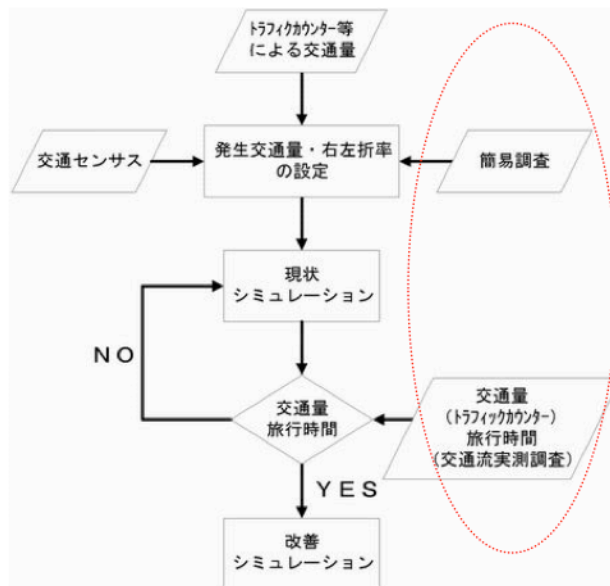 ﾄﾗﾌｨｸｶｳﾝﾀｰ等
による交通量
交通センサス
発生交通量・右左折率
の設定
簡易調査
現状
シミュレーション
ＮＯ
交通量
旅行時間
交通量
(ﾄﾗﾌｨｯｸｶｳﾝﾀｰ)
旅行時間
(交通流実測調査)
ＹＥＳ
改善
シミュレーション